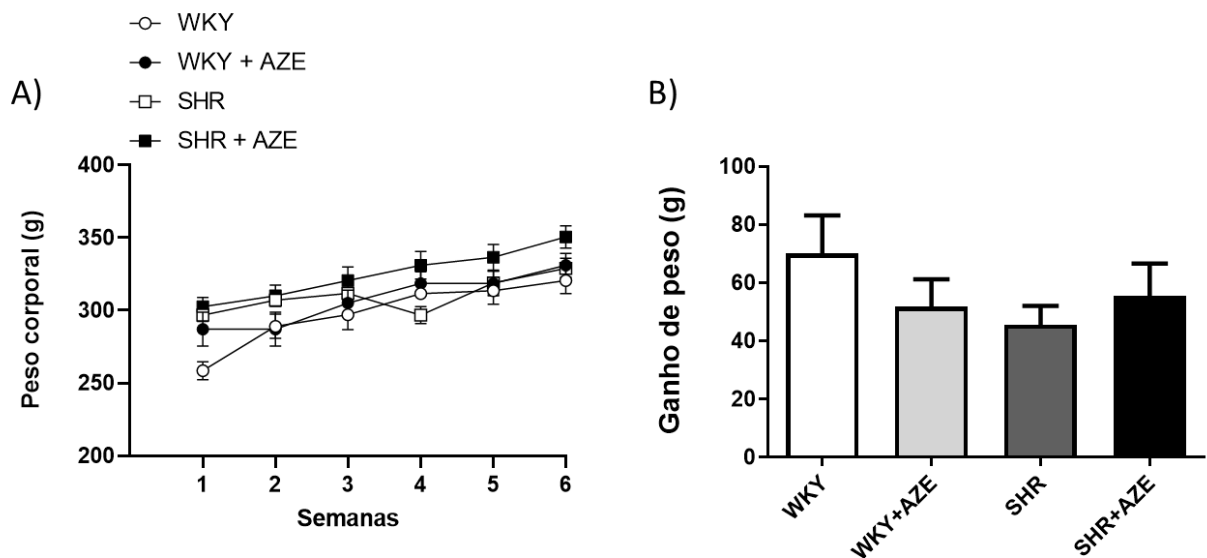 WKY
WKY + AZE
SHR
SHR + AZE
A)
Peso corporal (g)
400
350
300
250
200
1 2 3 4 5 6
Semanas
B)
Ganho de peso (g)
100
80
60
40
20
0
WKY
WKY+AZE
SHR
SHR+AZE